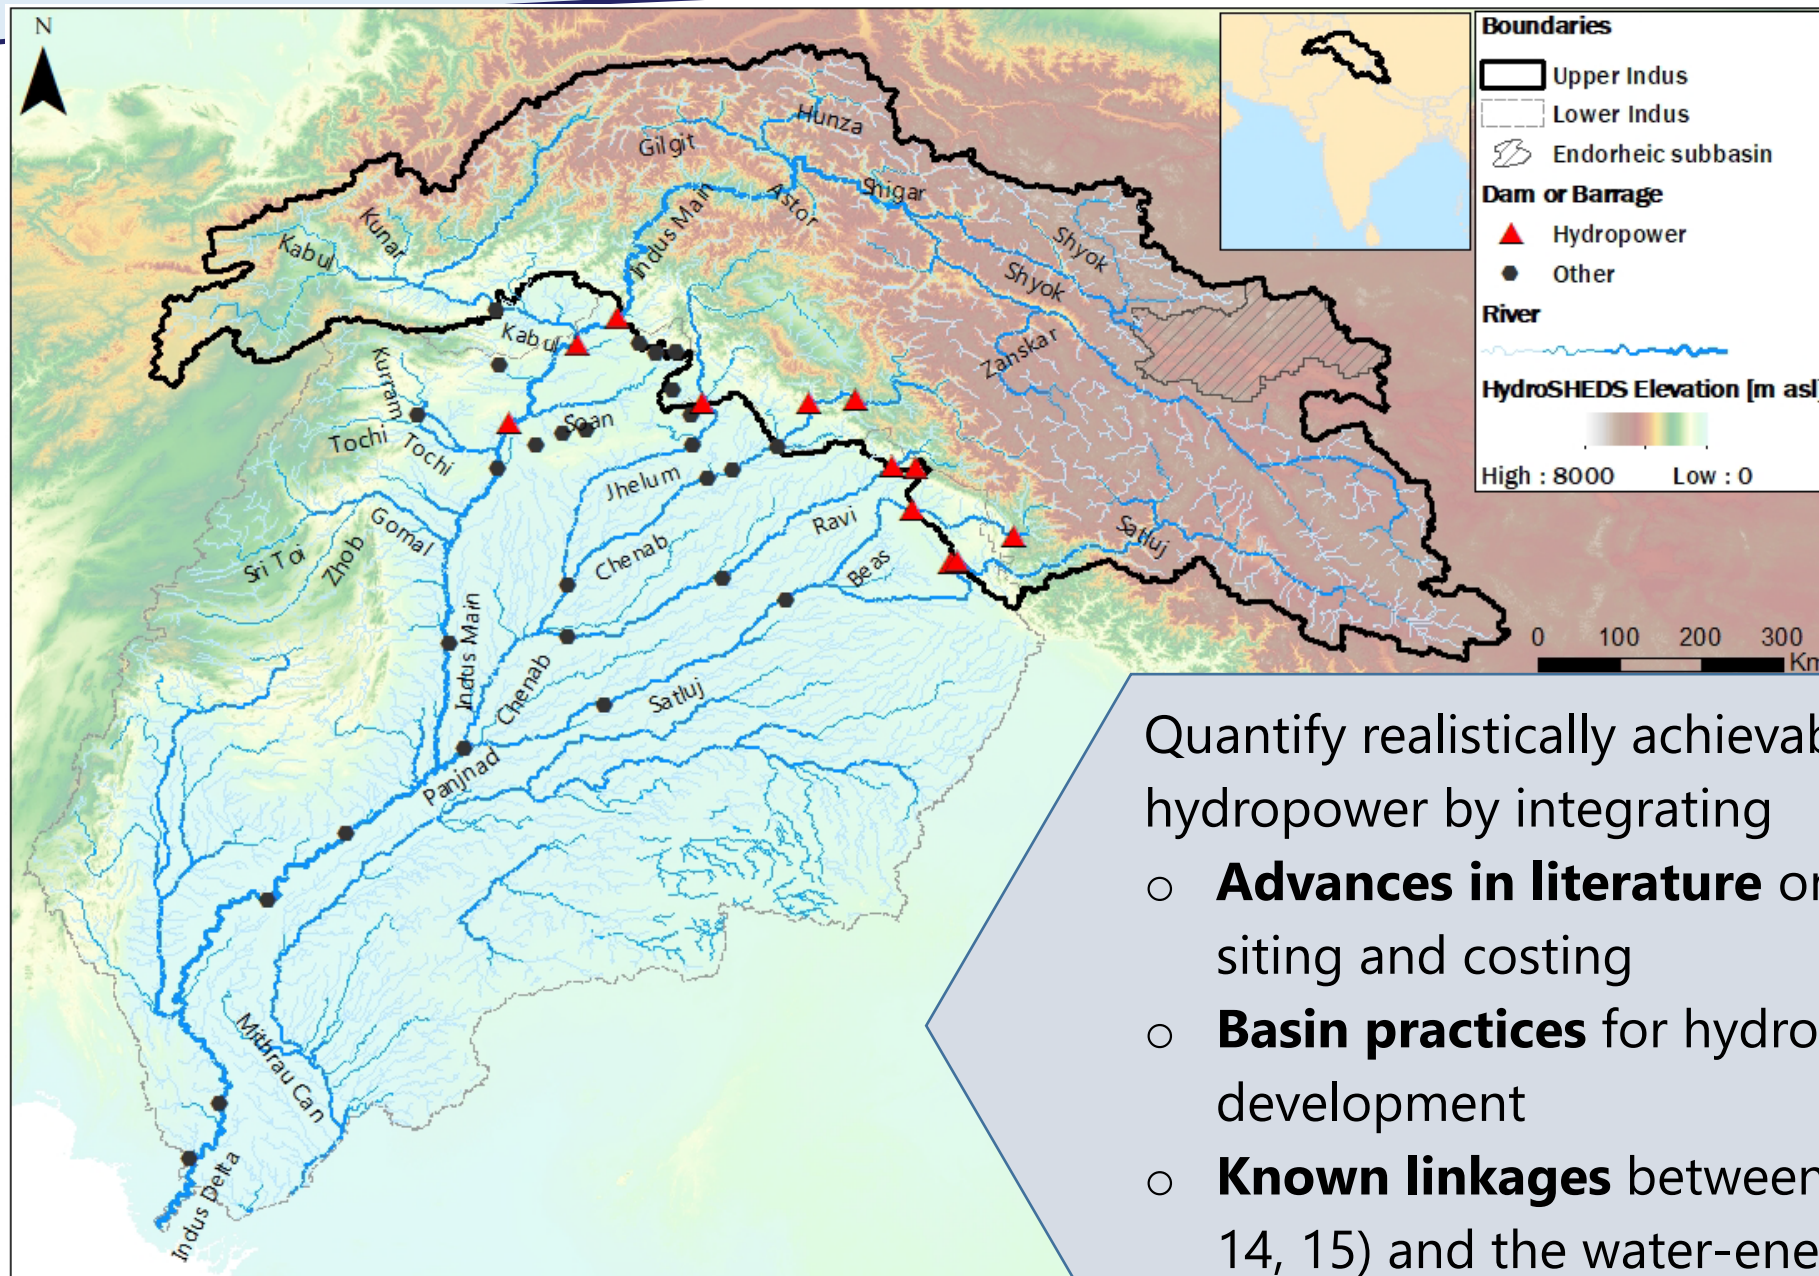 N
Boundaries
Upper Indus
Lower Indus
Endorheic subbasin
Dam or Barrage
Hydropower
Other
River
HydroSHEDS Elevation [m asl]
High : 8000 Low : 0
0 100 200 300
Km
Hunza
Gilgit
Shigar
Astor
Indus Main
Kunar
Kabul
Shyok
Shyok
Zanskar
Kabul
Kurram
Soan
Tochi
Tochi
Jhelum
Gomal
Ravi
Satluj
Sri Toi
Zhob
Chenab
Beas
Indus Main
Chenab
Satluj
Panjnad
Mithrau Can
Indus Delta
Quantify realistically achievab
hydropower by integrating
○ Advances in literature or
siting and costing
○ Basin practices for hydro
development
○ Known linkages between
14, 15) and the water-ene